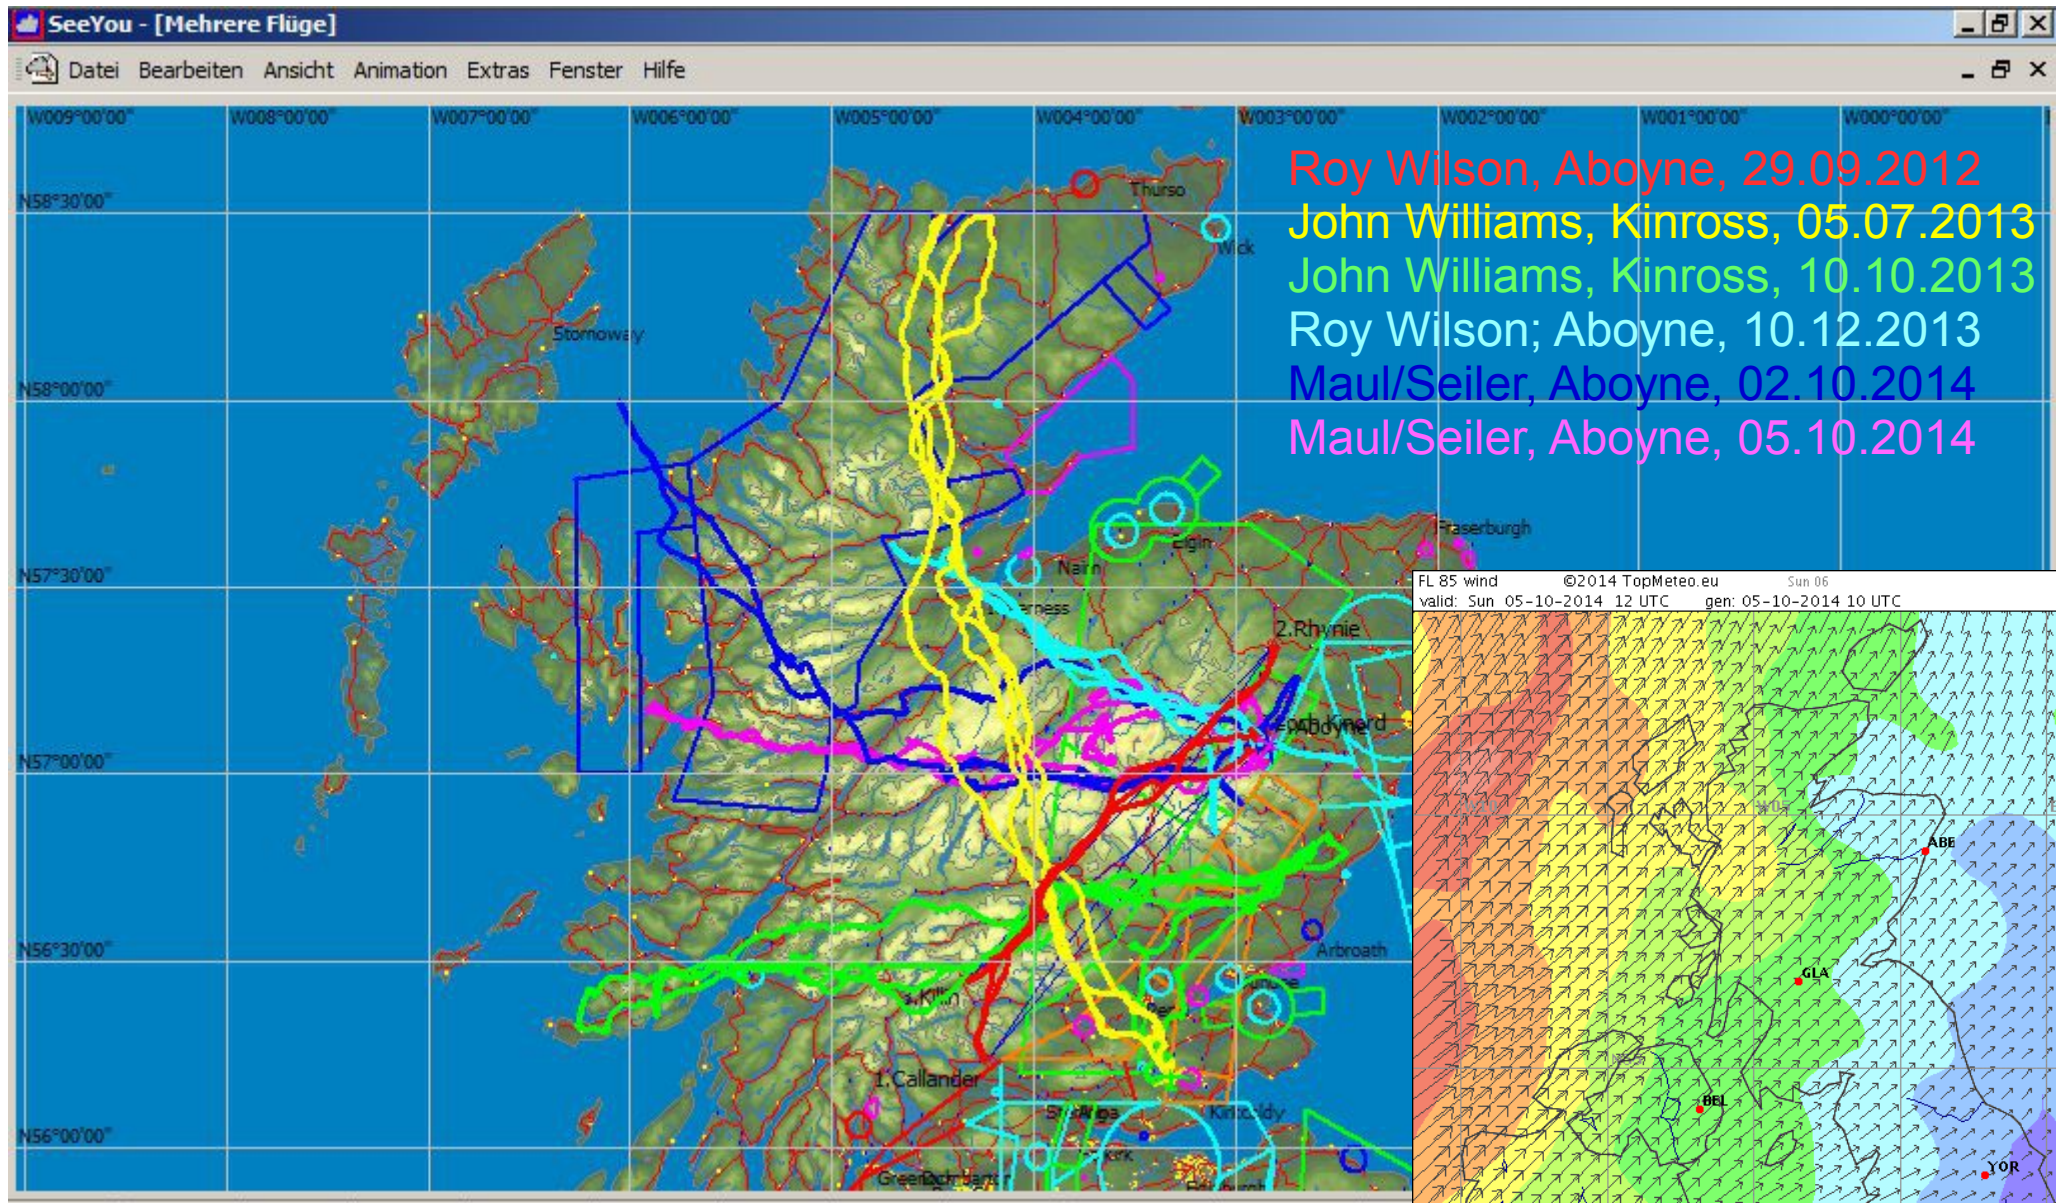 SeeYou - [Mehrere Flüge]
Datei Bearbeiten Ansicht Animation Extras Fenster Hilfe
W009°00'00" W008°00'00" W007°00'00" W006°00'00" W005°00'00" W004°00'00" W003°00'00" W002°00'00" W001°00'00" W000°00'00"
Roy Wilson, Aboyne, 29.09.2012
Thurso
N58°30'00"
John Williams, Kinross, 05.07.2013
Wick
John Williams, Kinross, 10.10.2013
Stornoway
Roy Wilson; Aboyne, 10.12.2013
N58°00'00"
Maul/Seiler, Aboyne, 02.10.2014
Maul/Seiler, Aboyne, 05.10.2014
Fraserburgh
Elgin
Nairn
N57°30'00"
FL 85 wind ©2014 TopMeteo.eu Sun 06
valid: Sun 05-10-2014 12 UTC gen: 05-10-2014 10 UTC
2.Rhynie
Aboyne
N57°00'00"
W05
ABE
N56°30'00"
Arbroath
GLA
1.Callander
BEL
Kirkcaldy
N56°00'00"
YOR